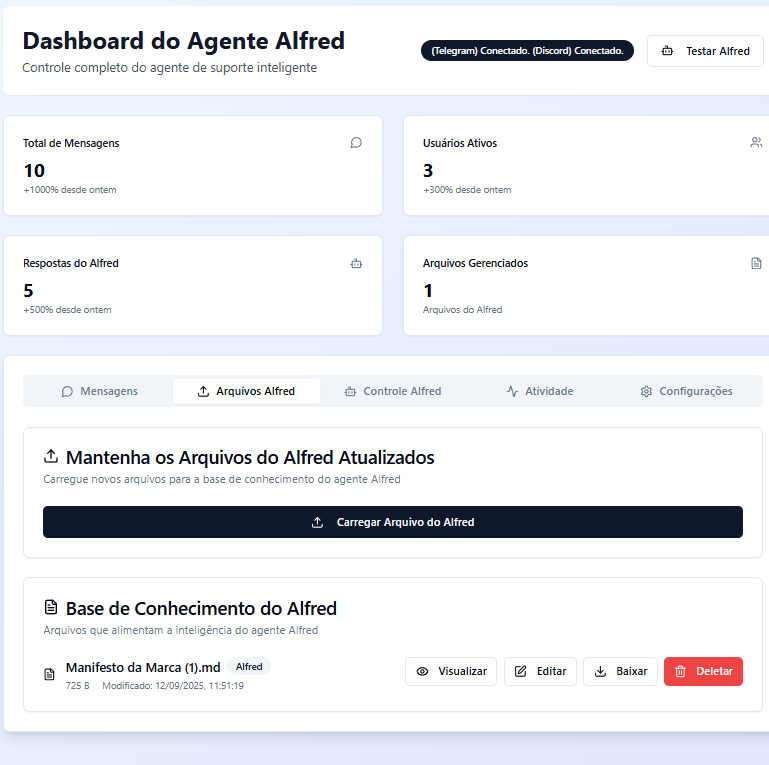 Dashboard do Agente Alfred
Controle completo do agente de suporte inteligente
(Telegram) Conectado. (Discord) Conectado.
Testar Alfred
Total de Mensagens
10
+1000% desde ontem
Usuários Ativos
3
+300% desde ontem
Respostas do Alfred
5
+500% desde ontem
Arquivos Gerenciados
1
Arquivos do Alfred
Mensagens
Arquivos Alfred
Controle Alfred
Atividade
Configurações
Mantenha os Arquivos do Alfred Atualizados
Carregue novos arquivos para a base de conhecimento do agente Alfred
Carregar Arquivo do Alfred
Base de Conhecimento do Alfred
Arquivos que alimentam a inteligência do agente Alfred
Manifesto da Marca (1).md Alfred
725 B Modificado: 12/09/2025, 11:51:19
Visualizar
Editar
Baixar
Deletar